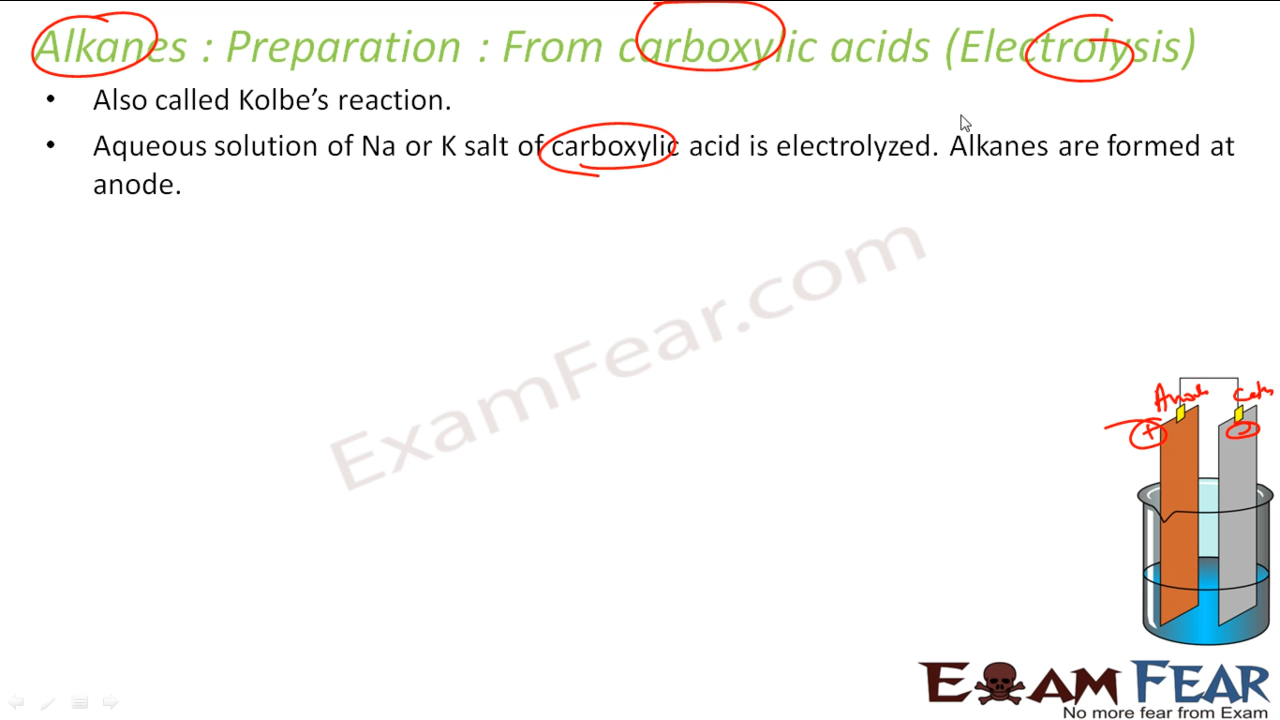 Alkanes : Preparation : From carboxylic acids (Electrolysis)
• Also called Kolbe’s reaction.
• Aqueous solution of Na or K salt of carboxylic acid is electrolyzed. Alkanes are formed at
anode.
ExamFear.com
Anode
+
-
EXAM FEAR
No more fear from Exam